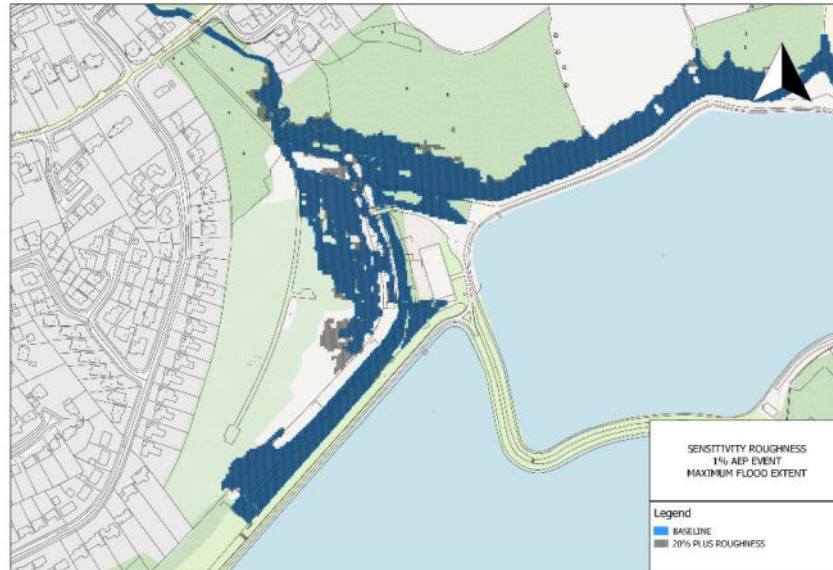 SENSITIVITY ROUGHNESS
1% AEP EVENT
MAXIMUM FLOOD EXTENT
Legend
BASELINE
20% PLUS ROUGHNESS